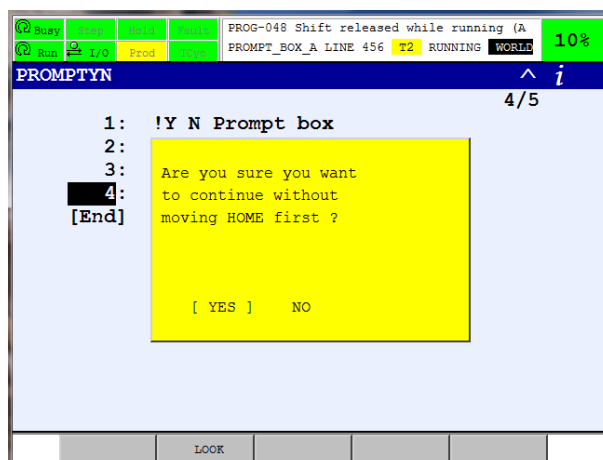 Busy Step Hold Fault PROG-048 Shift released while running (A
Run I/O Prod TCyc PROMPT_BOX_A LINE 456 T2 RUNNING WORLD 10%
PROMPTYN
4/5
1: !Y N Prompt box
2:
3:
4:
[End]
Are you sure you want
to continue without
moving HOME first ?
[ YES ] NO
LOOK